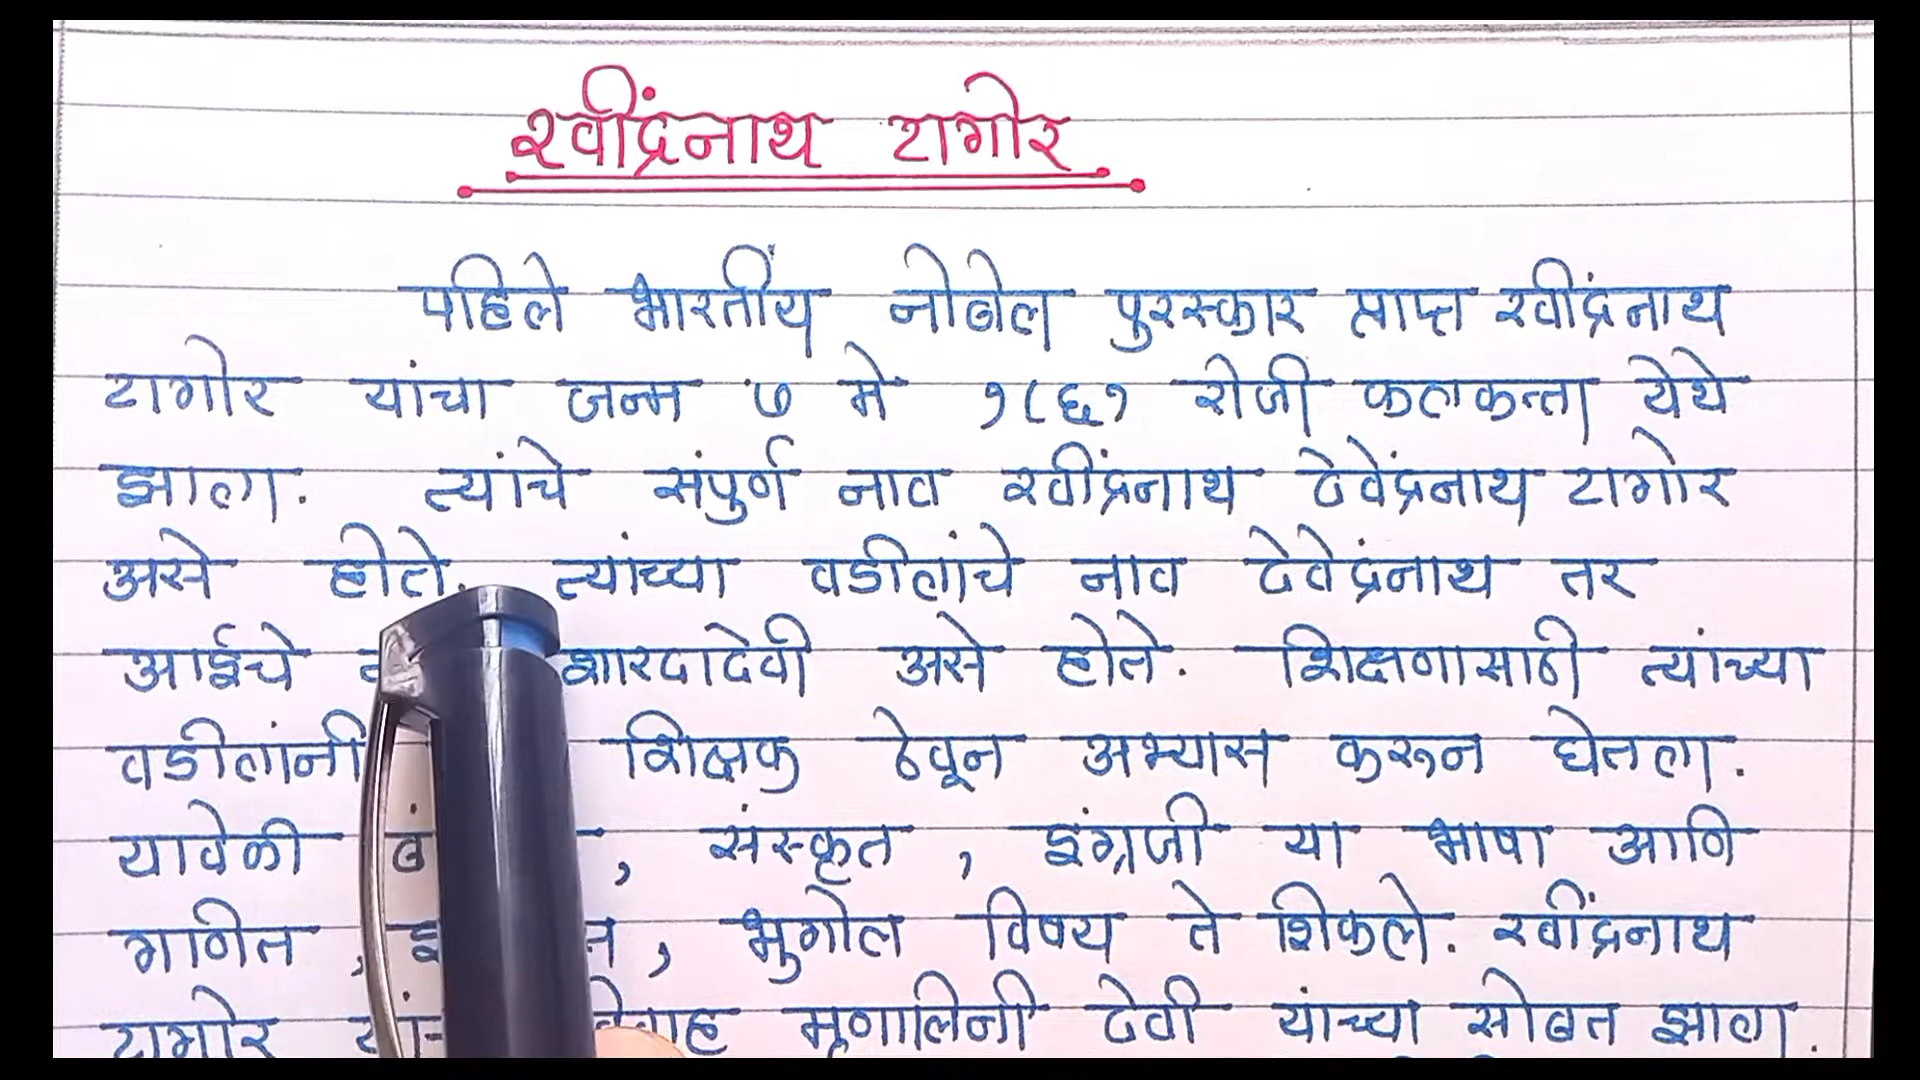 रवींद्रनाथ टागोर
पहिले भारतीय नोबेल पुरस्कार प्राप्त रवींद्रनाथ
टागोर यांचा जन्म ७ मे १८६१ रोजी कलकत्ता येथे
झाला. त्यांचे संपुर्ण नाव रवींद्रनाथ देवेंद्रनाथ टागोर
असे होते. त्यांच्या वडीलांचे नाव देवेंद्रनाथ तर
आईचे शारदादेवी असे होते. शिक्षणासाठी त्यांच्या
वडीलांनी शिक्षक ठेवून अभ्यास करून घेतला.
यावेळी , संस्कृत , इंग्रजी या भाषा आणि
गणित , , भुगोल विषय ते शिकले. रवींद्रनाथ
टागोर मृणालिनी देवी यांच्या सोबत झाला.